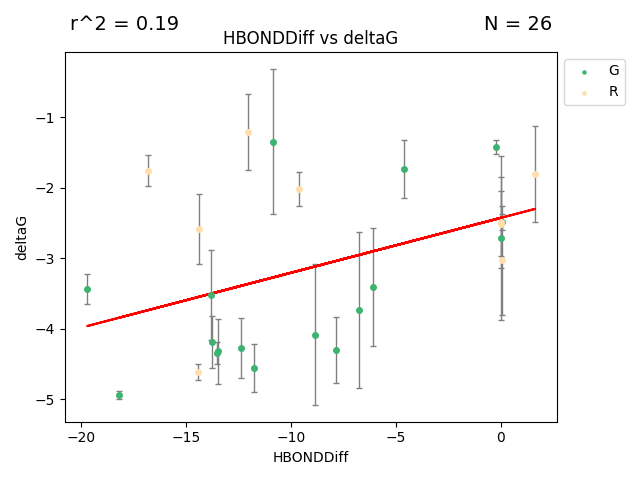 r^2 = 0.19
N = 26
HBONDDiff vs deltaG
G
R
deltaG
−1
−2
−3
−4
−5
−20
−15
−10
−5
0
HBONDDiff